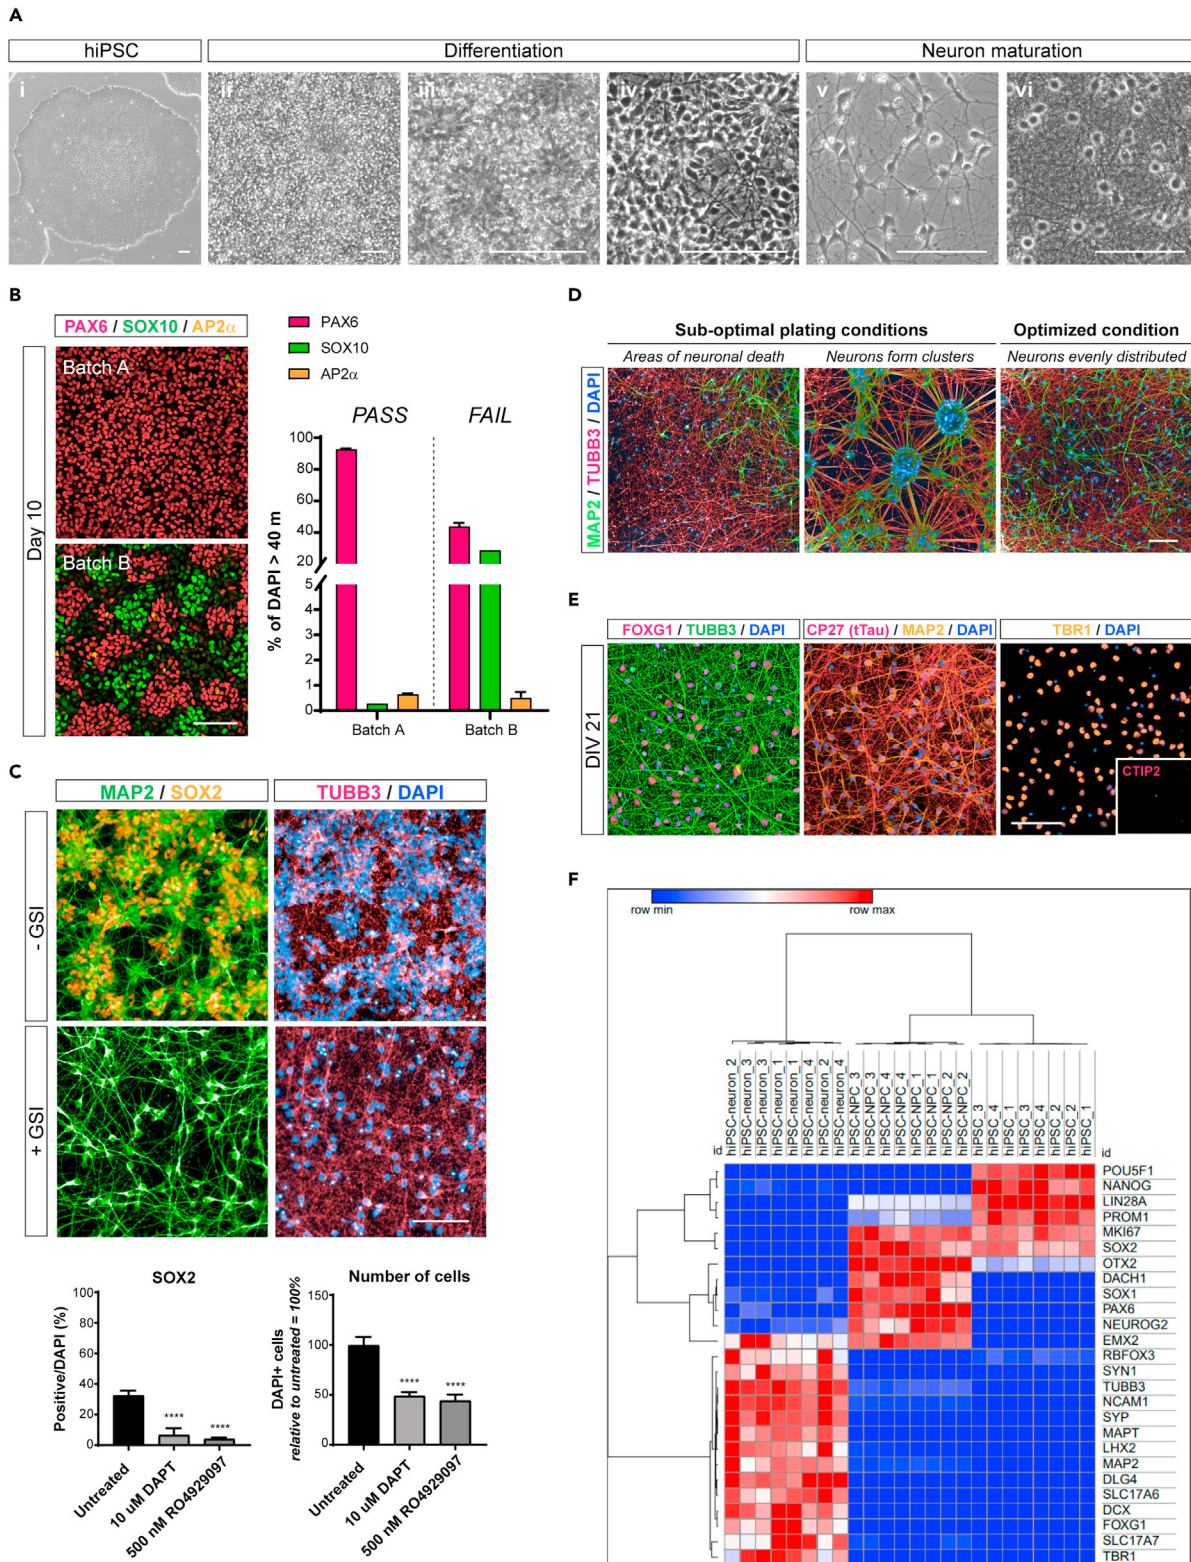 A
hiPSC
Differentiation
Neuron maturation
i
ii
iii
iv
v
vi
B
PAX6 / SOX10 / AP2α
Day 10
Batch A
Batch B
PAX6
SOX10
AP2α
PASS
FAIL
% of DAPI > 40 m
100
80
60
40
20
5
4
3
2
1
0
Batch A
Batch B
C
MAP2 / SOX2
TUBB3 / DAPI
- GSI
+ GSI
SOX2
Positive/DAPI (%)
100
80
60
40
20
0
****
****
Untreated
10 uM DAPT
500 nM RO4929097
Number of cells
DAPI+ cells
relative to untreated = 100%
150
100
50
0
****
****
Untreated
10 uM DAPT
500 nM RO4929097
D
Sub-optimal plating conditions
Optimized condition
Areas of neuronal death
Neurons form clusters
Neurons evenly distributed
MAP2 / TUBB3 / DAPI
E
FOXG1 / TUBB3 / DAPI
CP27 (tTau) / MAP2 / DAPI
TBR1 / DAPI
DIV 21
CTIP2
F
row min
row max
id
hiPSC-neuron_2
hiPSC-neuron_3
hiPSC-neuron_3
hiPSC-neuron_1
hiPSC-neuron_1
hiPSC-neuron_4
hiPSC-neuron_2
hiPSC-neuron_4
hiPSC-NPC_3
hiPSC-NPC_3
hiPSC-NPC_4
hiPSC-NPC_4
hiPSC-NPC_1
hiPSC-NPC_1
hiPSC-NPC_2
hiPSC-NPC_2
hiPSC_3
hiPSC_4
hiPSC_1
hiPSC_3
hiPSC_4
hiPSC_2
hiPSC_2
hiPSC_1
id
POU5F1
NANOG
LIN28A
PROM1
MKI67
SOX2
OTX2
DACH1
SOX1
PAX6
NEUROG2
EMX2
RBFOX3
SYN1
TUBB3
NCAM1
SYP
MAPT
LHX2
MAP2
DLG4
SLC17A6
DCX
FOXG1
SLC17A7
TBR1